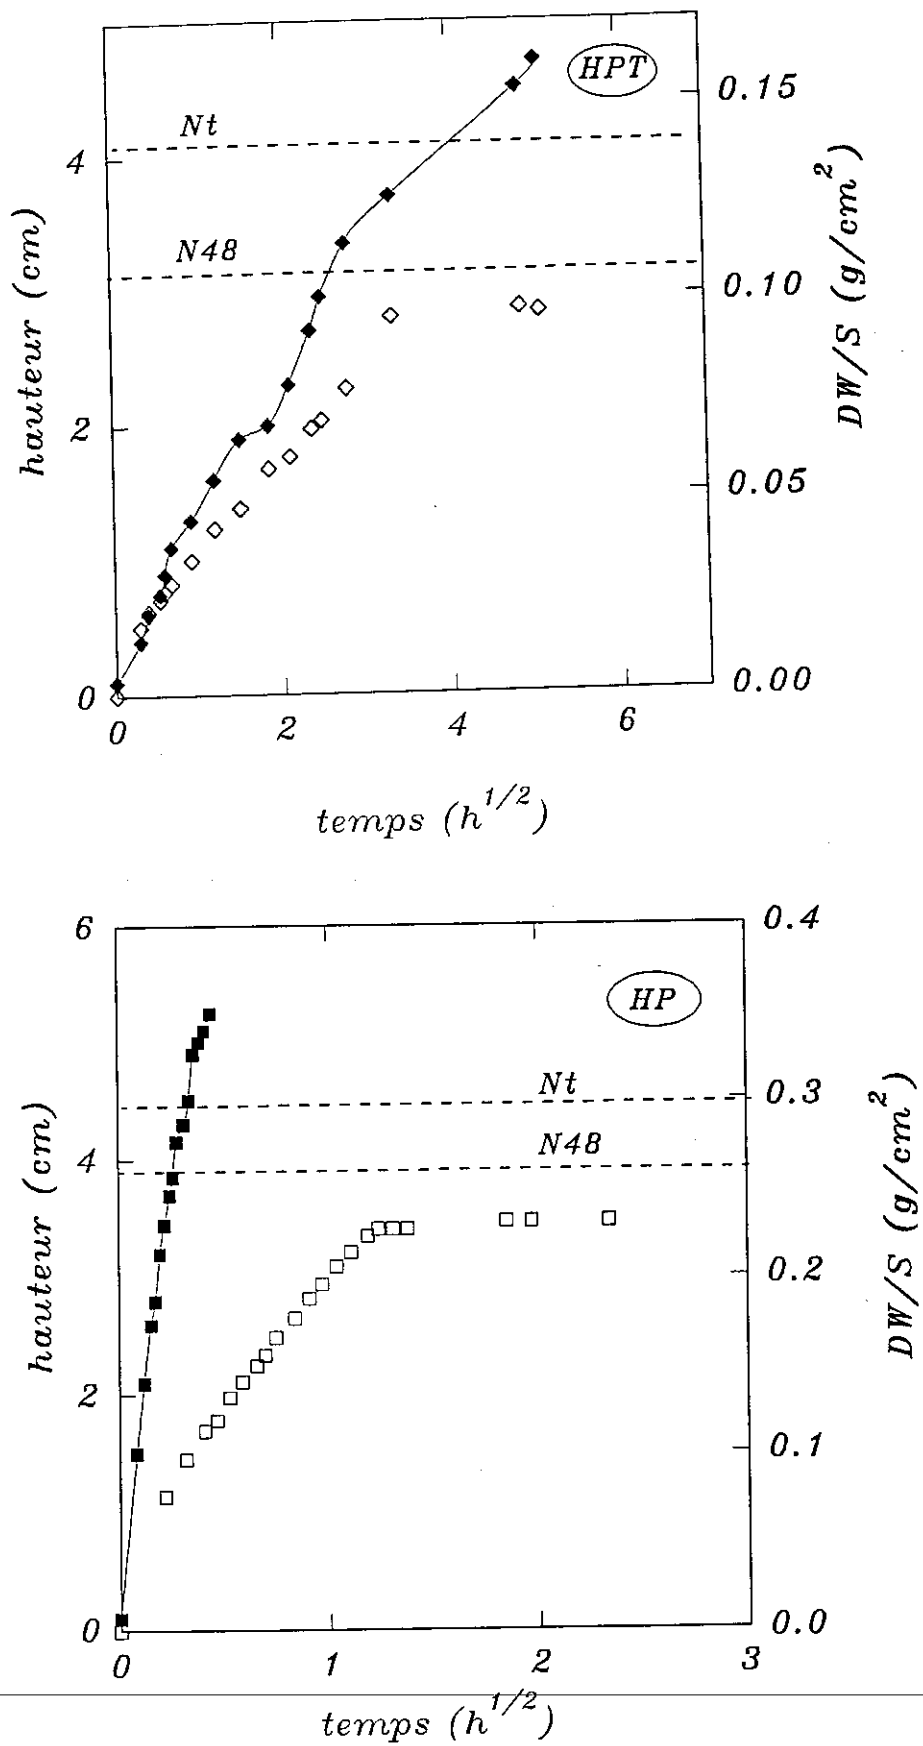 HPT
0.15
Nt
4
N48
0.10
hauteur (cm)
DW/S (g/cm²)
2
0.05
0
0.00
0 2 4 6
temps (h^1/2)
6
0.4
HP
Nt
0.3
N48
4
hauteur (cm)
DW/S (g/cm²)
0.2
2
0.1
0
0.0
0 1 2 3
temps (h^1/2)